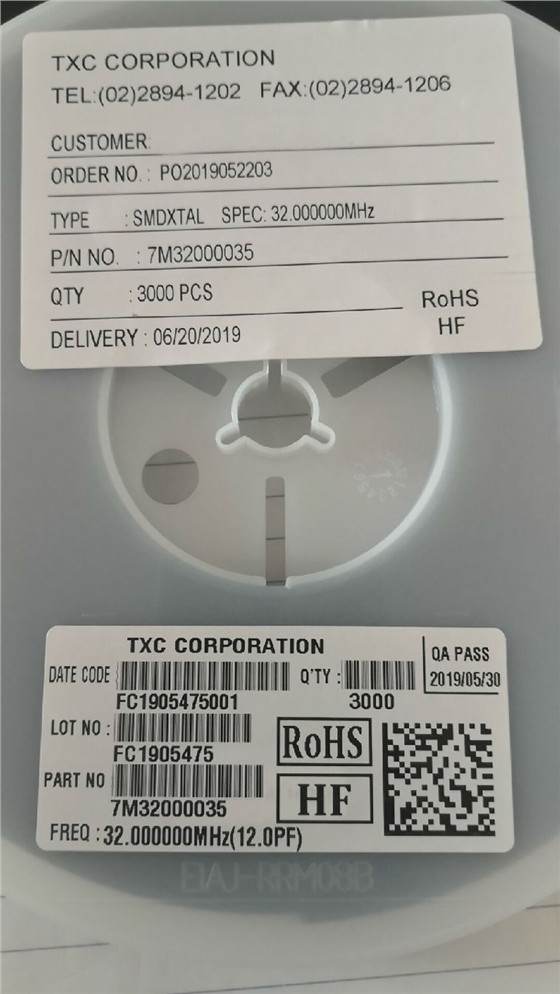 TXC CORPORATION
TEL:(02)2894-1202 FAX:(02)2894-1206
CUSTOMER:
ORDER NO. : PO2019052203
TYPE : SMDXTAL SPEC: 32.000000MHz
P/N NO. : 7M32000035
QTY : 3000 PCS
RoHS
HF
DELIVERY : 06/20/2019
TXC CORPORATION
QA PASS
2019/05/30
DATE CODE
Q'TY :
FC1905475001
3000
LOT NO :
FC1905475
RoHS
PART NO
7M32000035
HF
FREQ : 32.000000MHz(12.0PF)
EIAJ-RRM08B